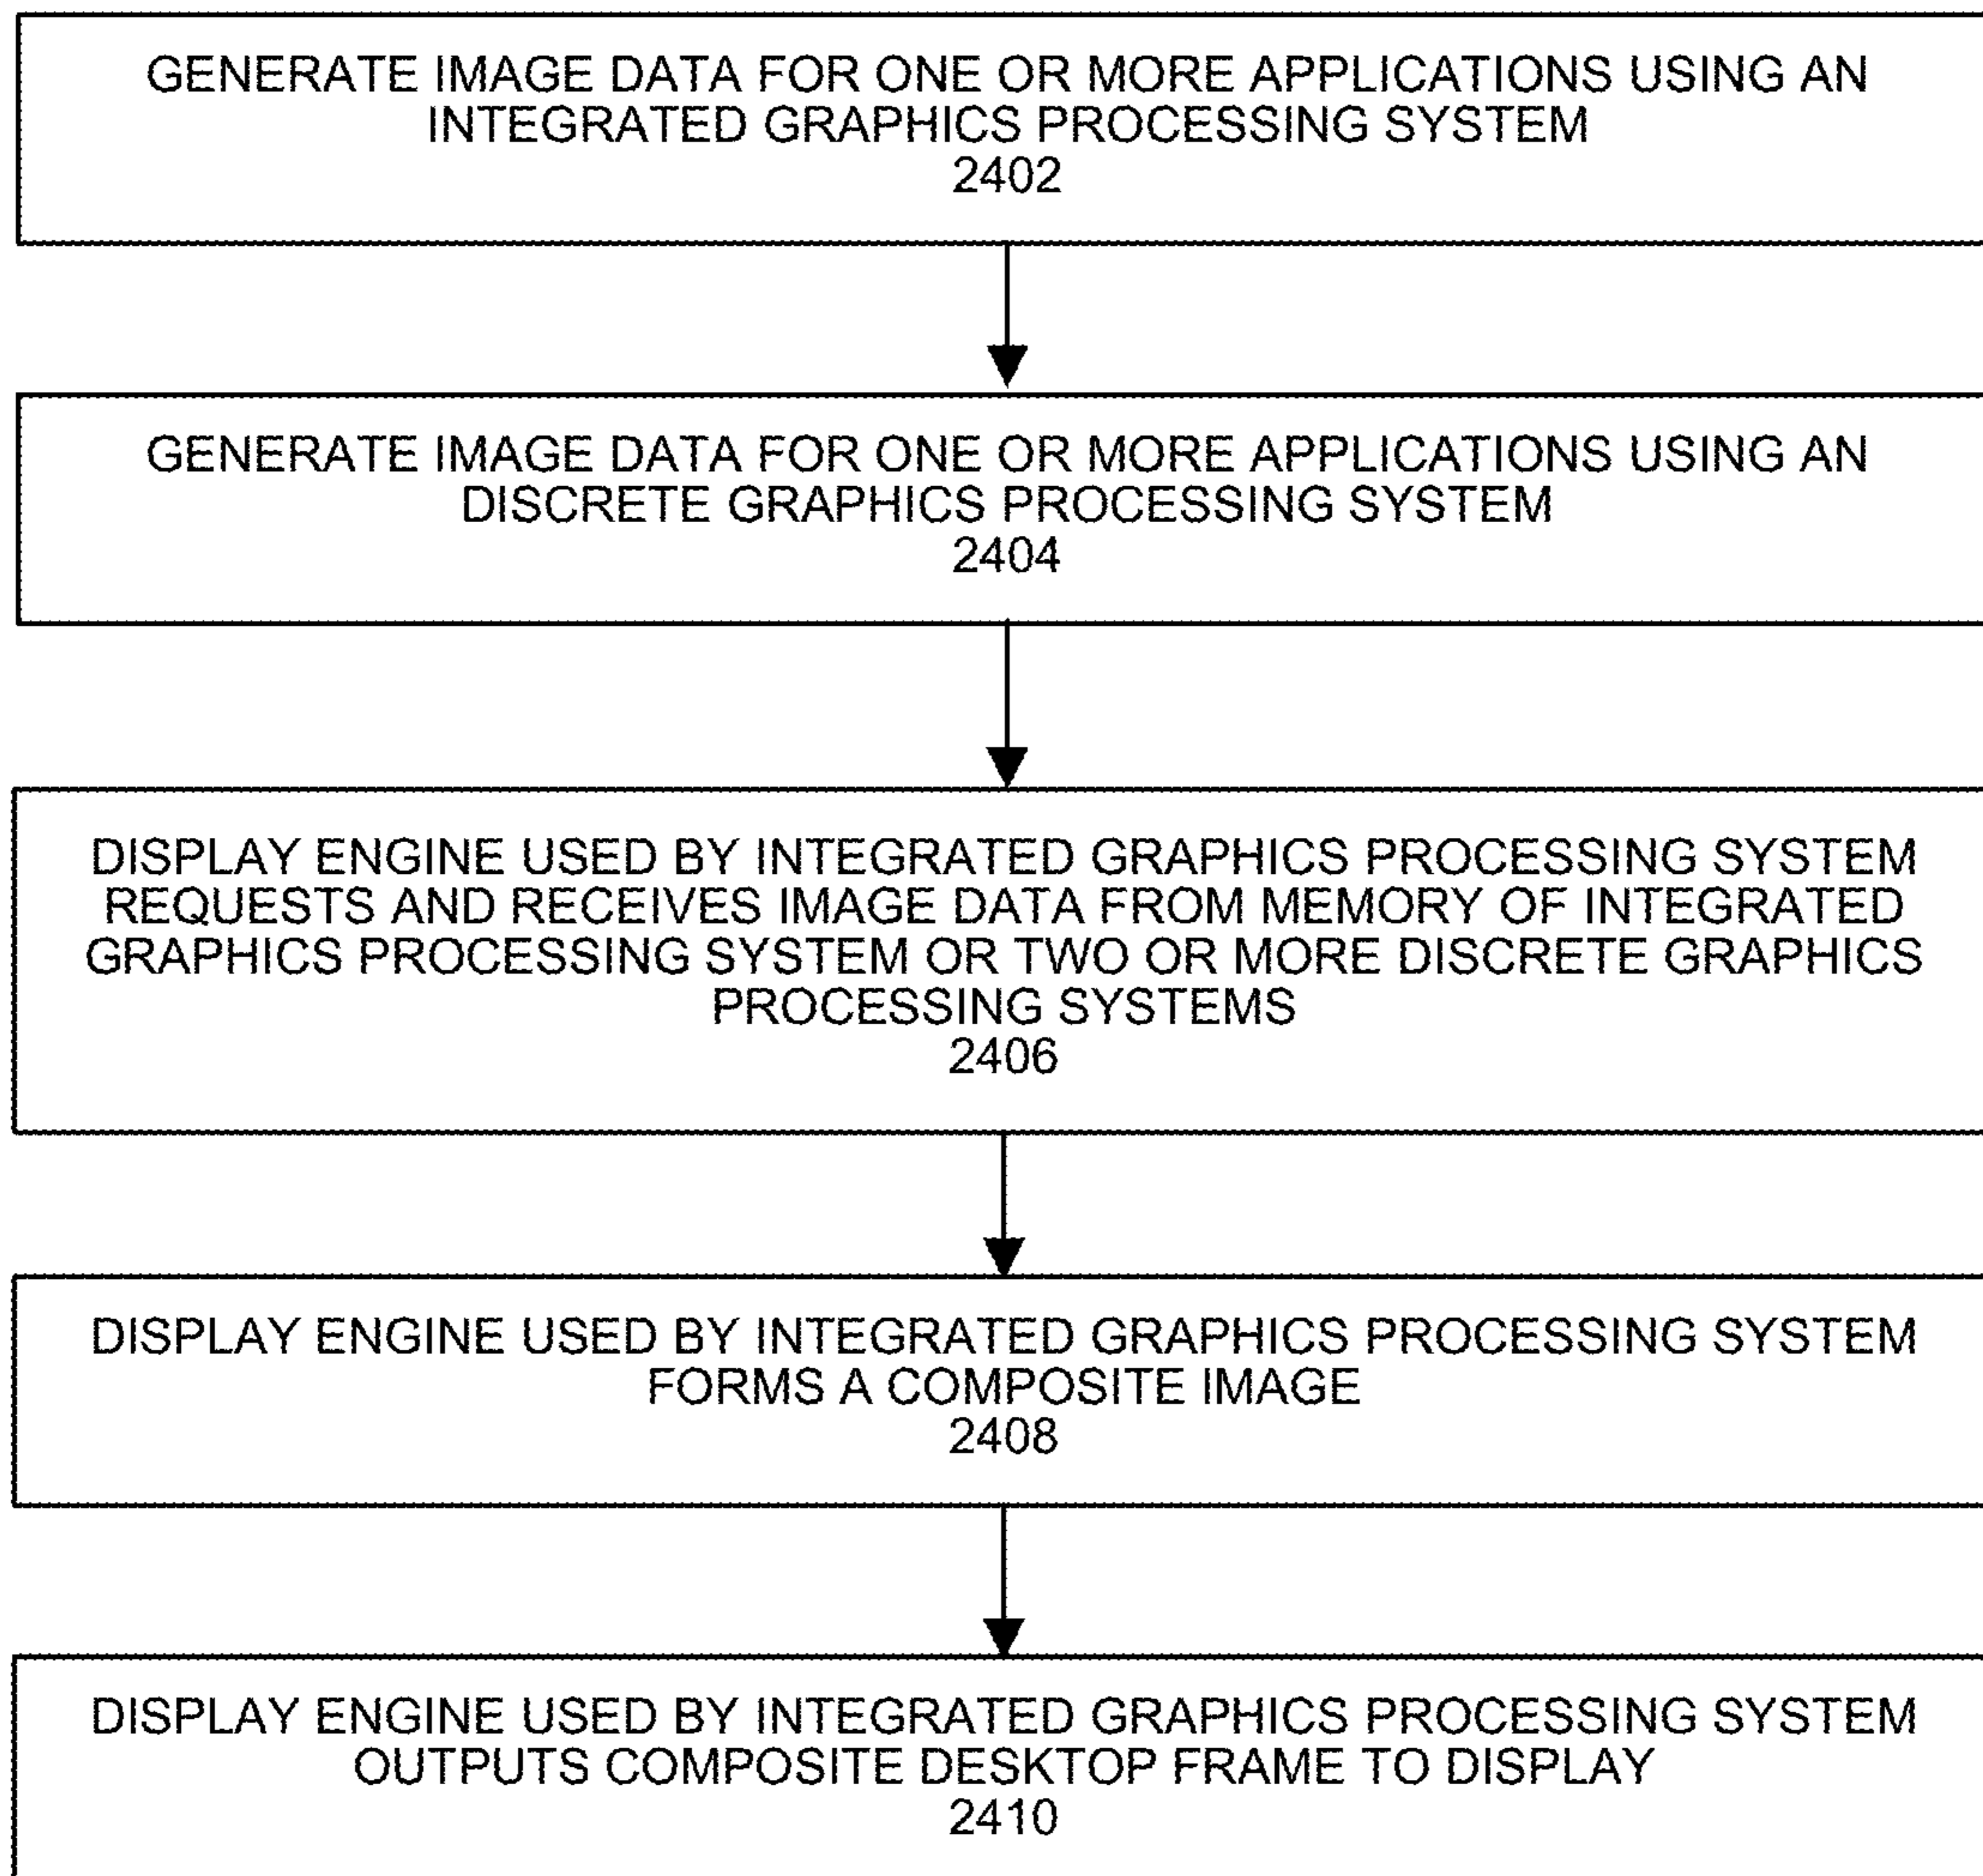 GENERATE IMAGE DATA FOR ONE OR MORE APPLICATIONS USING AN
INTEGRATED GRAPHICS PROCESSING SYSTEM
2402
GENERATE IMAGE DATA FOR ONE OR MORE APPLICATIONS USING AN
DISCRETE GRAPHICS PROCESSING SYSTEM
2404
DISPLAY ENGINE USED BY INTEGRATED GRAPHICS PROCESSING SYSTEM
REQUESTS AND RECEIVES IMAGE DATA FROM MEMORY OF INTEGRATED
GRAPHICS PROCESSING SYSTEM OR TWO OR MORE DISCRETE GRAPHICS
PROCESSING SYSTEMS
2406
DISPLAY ENGINE USED BY INTEGRATED GRAPHICS PROCESSING SYSTEM
FORMS A COMPOSITE IMAGE
2408
DISPLAY ENGINE USED BY INTEGRATED GRAPHICS PROCESSING SYSTEM
OUTPUTS COMPOSITE DESKTOP FRAME TO DISPLAY
2410